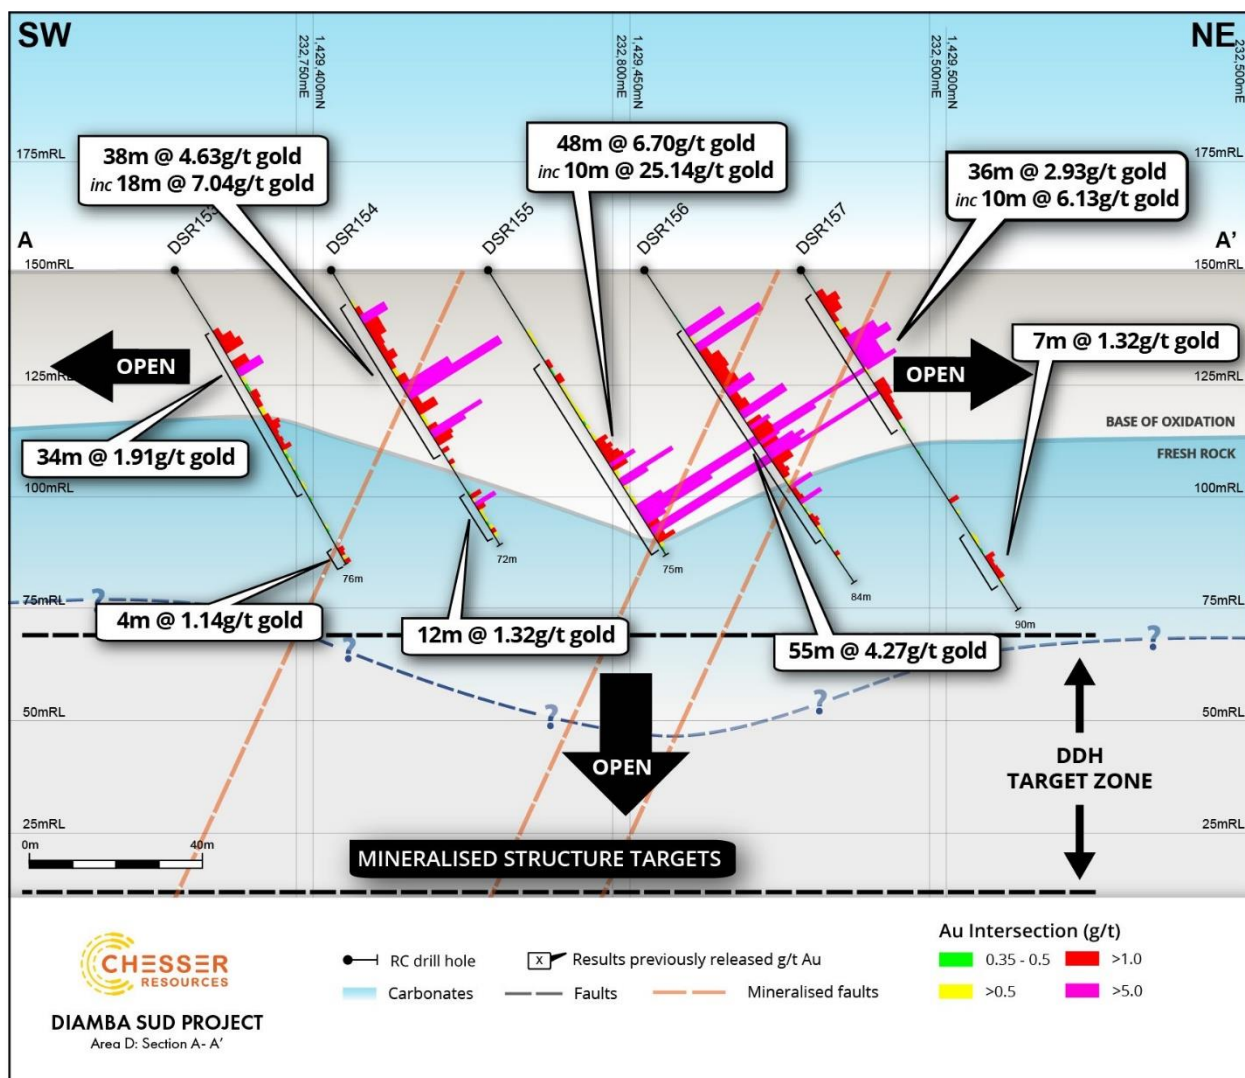 SW
NE
232,750mE
1,429,400mN
232,800mE
1,429,450mN
232,500mE
1,429,500mN
232,500mE
175mRL
175mRL
38m @ 4.63g/t gold
inc 18m @ 7.04g/t gold
48m @ 6.70g/t gold
inc 10m @ 25.14g/t gold
36m @ 2.93g/t gold
inc 10m @ 6.13g/t gold
DSR153
DSR154
DSR155
DSR156
DSR157
A
A'
150mRL
150mRL
7m @ 1.32g/t gold
OPEN
OPEN
125mRL
125mRL
BASE OF OXIDATION
FRESH ROCK
34m @ 1.91g/t gold
100mRL
100mRL
72m
75m
76m
84m
90m
75mRL
75mRL
4m @ 1.14g/t gold
12m @ 1.32g/t gold
55m @ 4.27g/t gold
?
?
?
?
?
50mRL
50mRL
OPEN
DDH
TARGET ZONE
25mRL
25mRL
0m
40m
MINERALISED STRUCTURE TARGETS
CHESSER
RESOURCES
DIAMBA SUD PROJECT
Area D: Section A- A'
RC drill hole
X
Results previously released g/t Au
Carbonates
Faults
Mineralised faults
Au Intersection (g/t)
0.35 - 0.5
>1.0
>0.5
>5.0